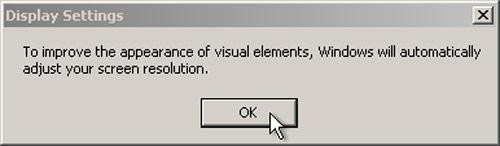 Display Settings
To improve the appearance of visual elements, Windows will automatically
adjust your screen resolution.
OK